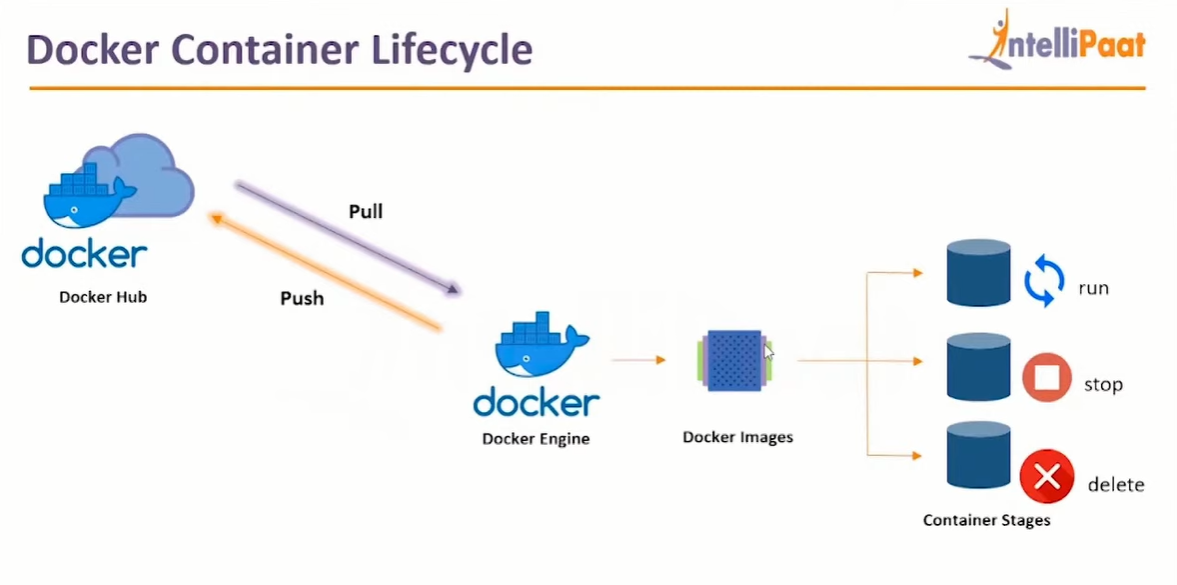 Docker Container Lifecycle
IntelliPaat
Pull
docker
Docker Hub
Push
docker
Docker Engine
Docker Images
run
stop
delete
Container Stages